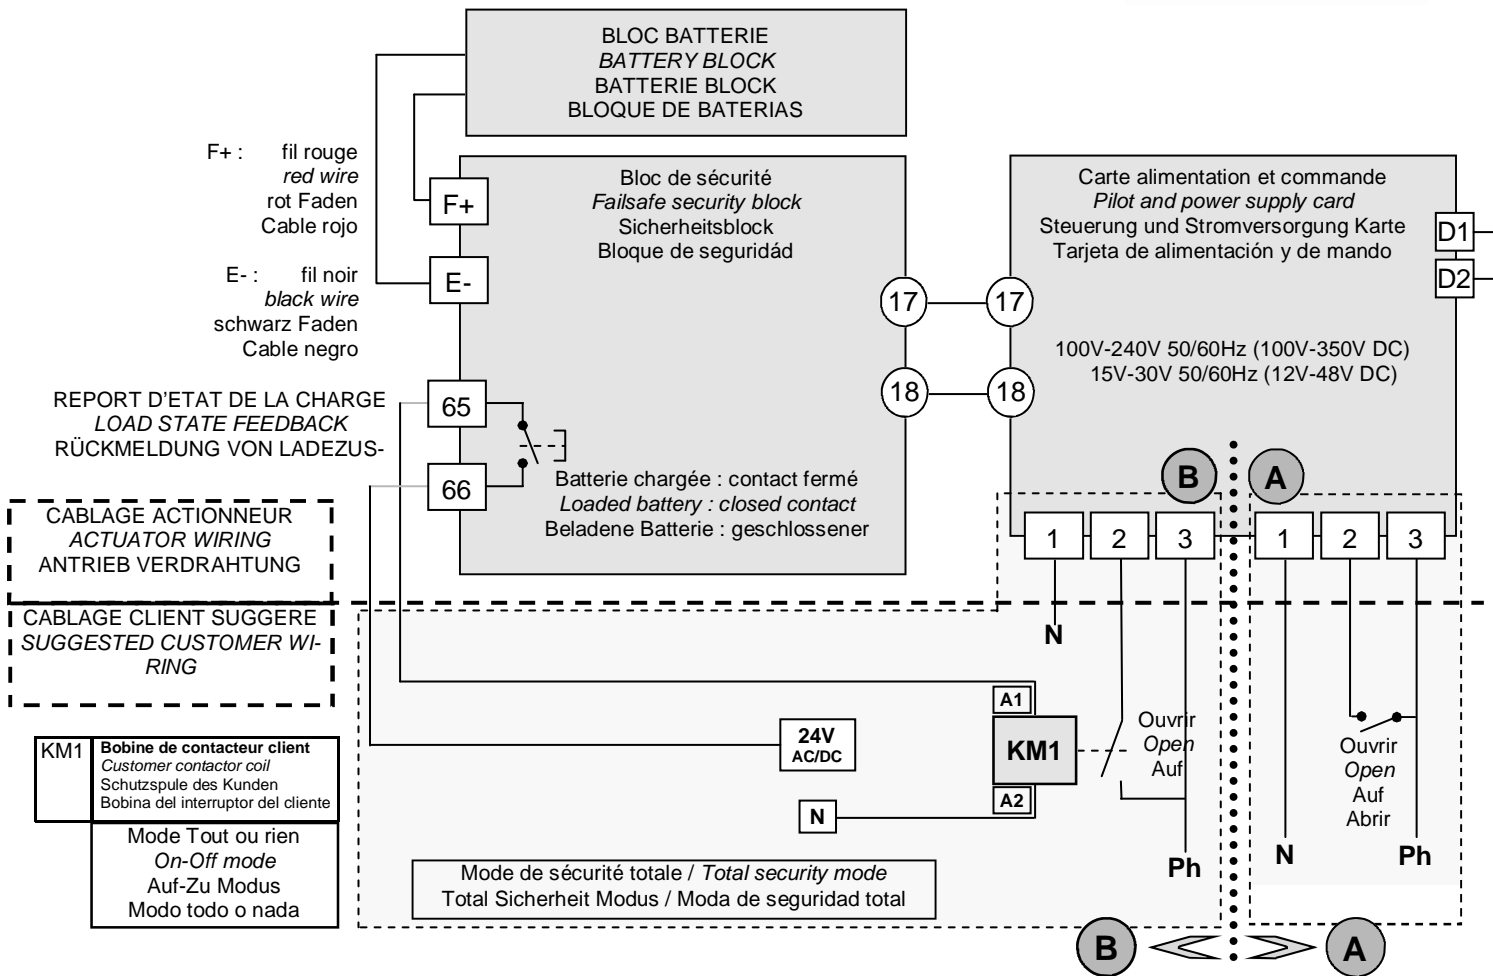 BLOC BATTERIE
BATTERY BLOCK
BATTERIE BLOCK
BLOQUE DE BATERIAS
F+ : fil rouge
red wire
rot Faden
Cable rojo
E- : fil noir
black wire
schwarz Faden
Cable negro
F+
E-
Bloc de sécurité
Failsafe security block
Sicherheitsblock
Bloque de seguridád
17
18
17
18
Carte alimentation et commande
Pilot and power supply card
Steuerung und Stromversorgung Karte
Tarjeta de alimentación y de mando
D1
D2
100V-240V 50/60Hz (100V-350V DC)
15V-30V 50/60Hz (12V-48V DC)
REPORT D'ETAT DE LA CHARGE
LOAD STATE FEEDBACK
RÜCKMELDUNG VON LADEZUS-
65
66
Batterie chargée : contact fermé
Loaded battery : closed contact
Beladene Batterie : geschlossener
B
A
1
2
3
1
2
3
CABLAGE ACTIONNEUR
ACTUATOR WIRING
ANTRIEB VERDRAHTUNG
CABLAGE CLIENT SUGGERE
SUGGESTED CUSTOMER WI-
RING
N
A1
KM1
A2
24V
AC/DC
N
Ouvrir
Open
Auf
Ph
Ouvrir
Open
Auf
Abrir
N
Ph
KM1
Bobine de contacteur client
Customer contactor coil
Schutzspule des Kunden
Bobina del interruptor del cliente
Mode Tout ou rien
On-Off mode
Auf-Zu Modus
Modo todo o nada
Mode de sécurité totale / Total security mode
Total Sicherheit Modus / Moda de seguridad total
B
A